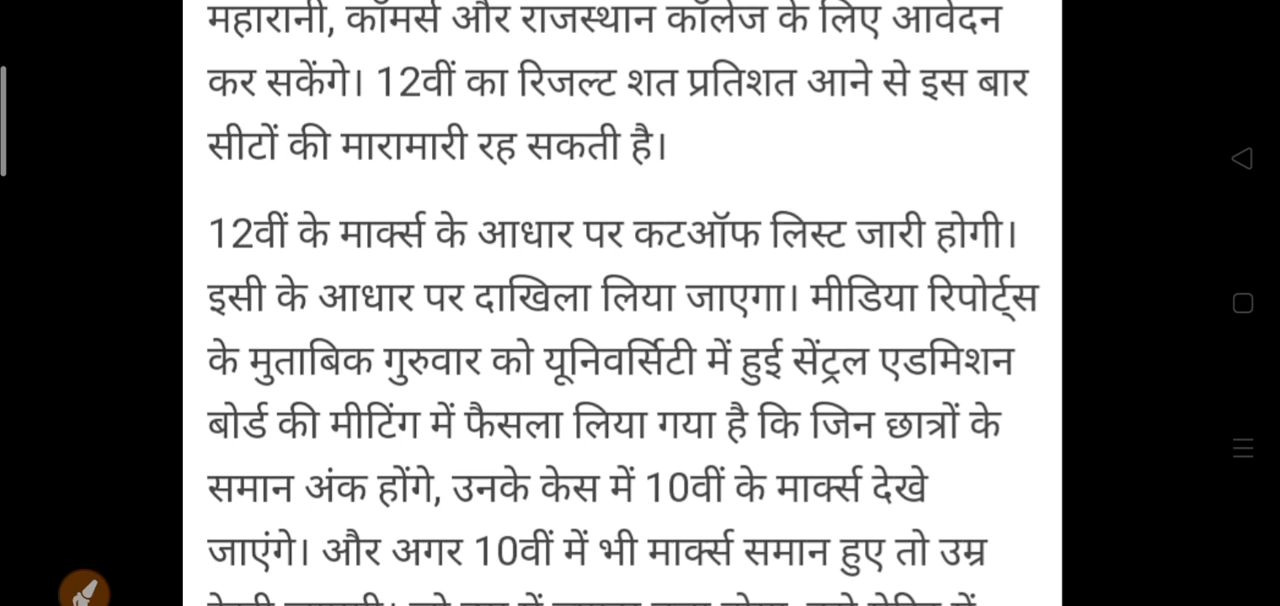 महारानी, कॉमर्स और राजस्थान कॉलेज के लिए आवेदन
कर सकेंगे। 12वीं का रिजल्ट शत प्रतिशत आने से इस बार
सीटों की मारामारी रह सकती है।
12वीं के मार्क्स के आधार पर कटऑफ लिस्ट जारी होगी।
इसी के आधार पर दाखिला लिया जाएगा। मीडिया रिपोर्ट्स
के मुताबिक गुरुवार को यूनिवर्सिटी में हुई सेंट्रल एडमिशन
बोर्ड की मीटिंग में फैसला लिया गया है कि जिन छात्रों के
समान अंक होंगे, उनके केस में 10वीं के मार्क्स देखे
जाएंगे। और अगर 10वीं में भी मार्क्स समान हुए तो उम्र